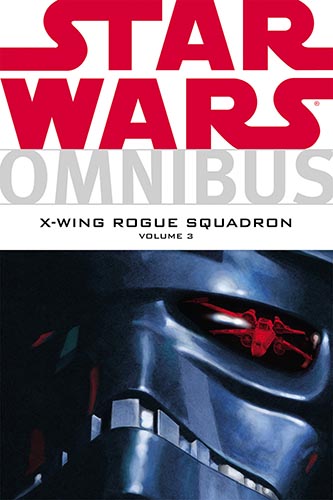 STAR
WARS®
OMNIBUS
X-WING ROGUE SQUADRON
VOLUME 3